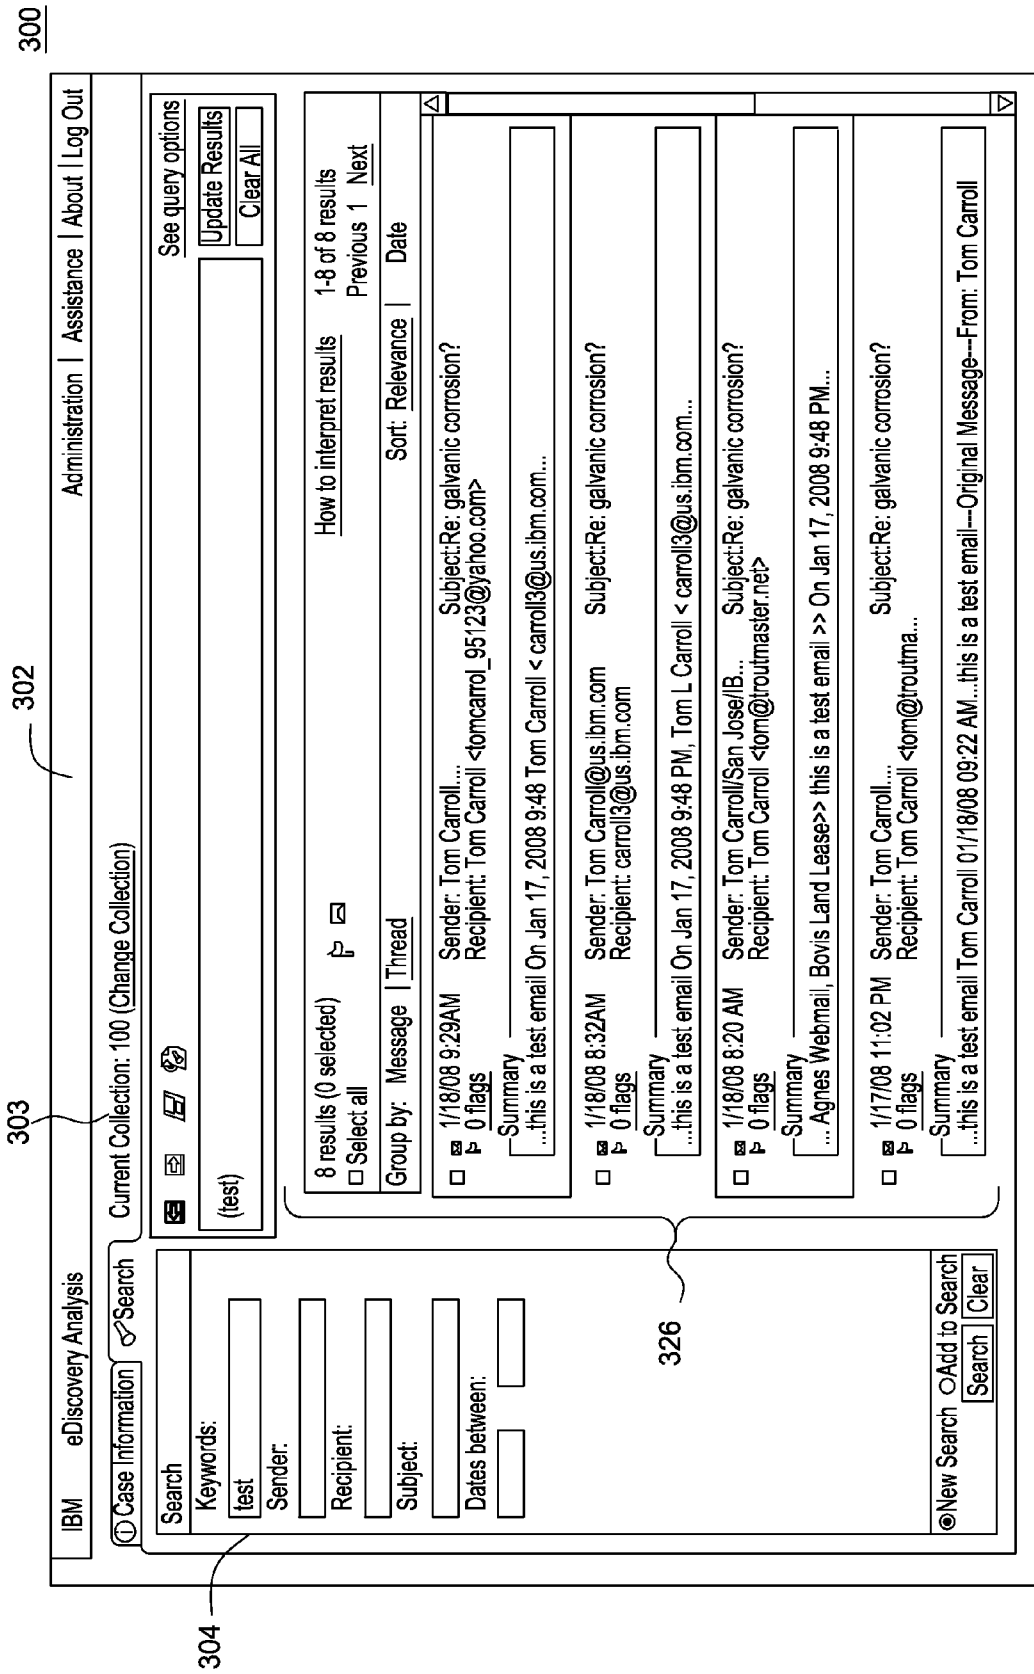 300
302
303
IBM eDiscovery Analysis
Administration | Assistance | About | Log Out
Case Information
Search
Current Collection: 100 (Change Collection)
304
Search
Keywords:
test
Sender:
Recipient:
Subject:
Dates between:
New Search Add to Search
Search Clear
See query options
(test)
Update Results
Clear All
326
8 results (0 selected)
How to interpret results
1-8 of 8 results
Select all
Previous 1 Next
Group by: Message | Thread
Sort: Relevance | Date
1/18/08 9:29AM Sender: Tom Carroll.... Subject:Re: galvanic corrosion?
0 flags Recipient: Tom Carroll <tomcarrol_95123@yahoo.com>
Summary
...this is a test email On Jan 17, 2008 9:48 Tom Carroll < carroll3@us.ibm.com...
1/18/08 8:32AM Sender: Tom Carroll@us.ibm.com Subject:Re: galvanic corrosion?
0 flags Recipient: carroll3@us.ibm.com
Summary
...this is a test email On Jan 17, 2008 9:48 PM, Tom L Carroll < carroll3@us.ibm.com...
1/18/08 8:20 AM Sender: Tom Carroll/San Jose/IB... Subject:Re: galvanic corrosion?
0 flags Recipient: Tom Carroll <tom@troutmaster.net>
Summary
... Agnes Webmail, Bovis Land Lease>> this is a test email >> On Jan 17, 2008 9:48 PM...
1/17/08 11:02 PM Sender: Tom Carroll.... Subject:Re: galvanic corrosion?
0 flags Recipient: Tom Carroll <tom@troutma...
Summary
...this is a test email Tom Carroll 01/18/08 09:22 AM...this is a test email---Original Message---From: Tom Carroll